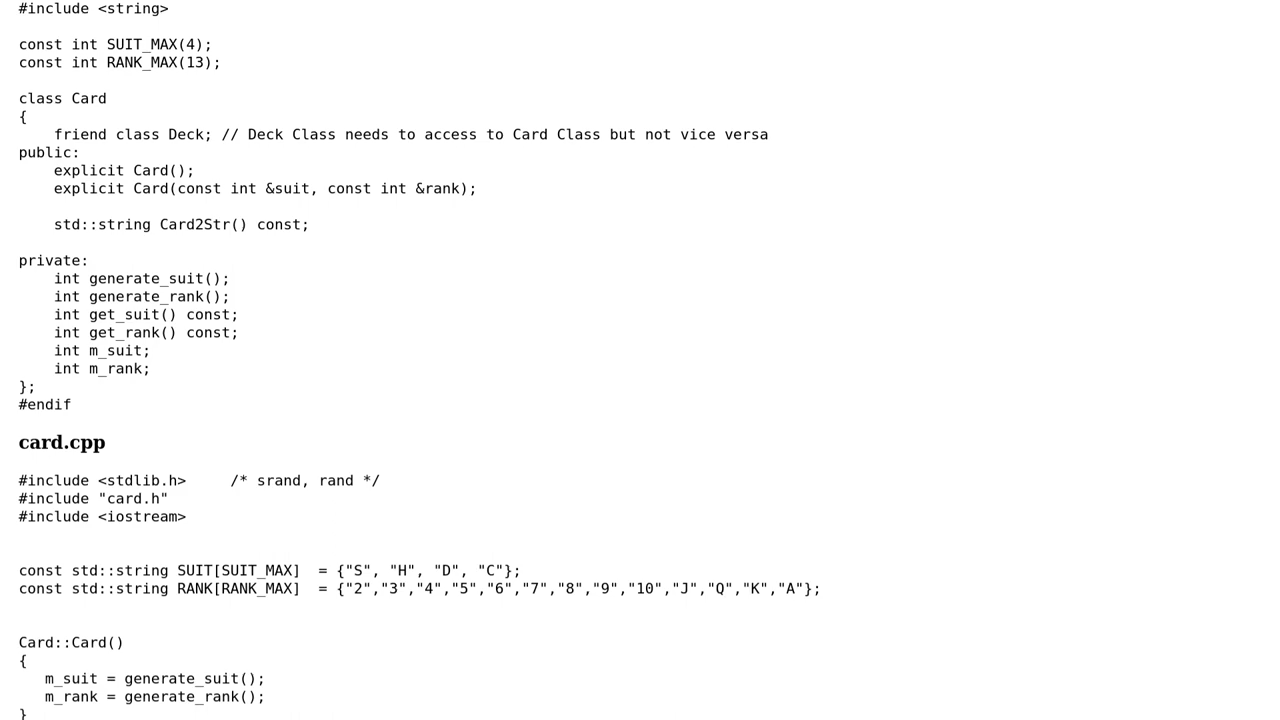 #include <string>
const int SUIT_MAX(4);
const int RANK_MAX(13);
class Card
{
    friend class Deck; // Deck Class needs to access to Card Class but not vice versa
public:
    explicit Card();
    explicit Card(const int &suit, const int &rank);
    std::string Card2Str() const;
private:
    int generate_suit();
    int generate_rank();
    int get_suit() const;
    int get_rank() const;
    int m_suit;
    int m_rank;
};
#endif
card.cpp
#include <stdlib.h>     /* srand, rand */
#include "card.h"
#include <iostream>
const std::string SUIT[SUIT_MAX]  = {"S", "H", "D", "C"};
const std::string RANK[RANK_MAX]  = {"2","3","4","5","6","7","8","9","10","J","Q","K","A"};
Card::Card()
{
   m_suit = generate_suit();
   m_rank = generate_rank();
}